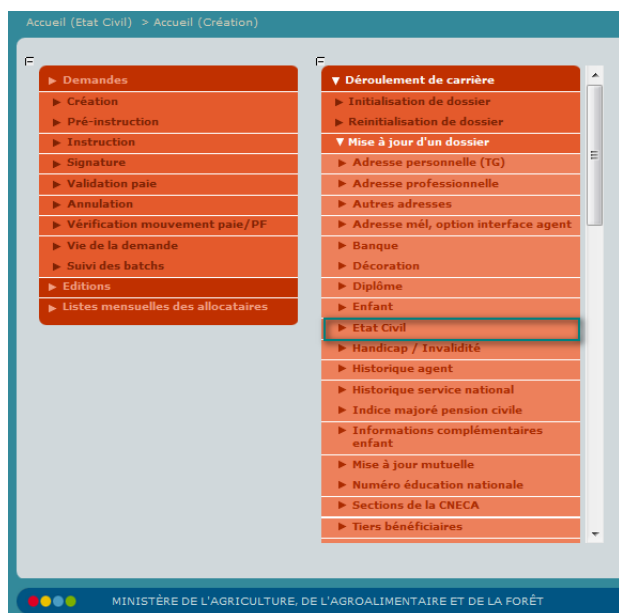 Accueil (Etat Civil) > Accueil (Création)
Demandes
Création
Pré-instruction
Instruction
Signature
Validation paie
Annulation
Vérification mouvement paie/PF
Vie de la demande
Suivi des batchs
Editions
Listes mensuelles des allocataires
Déroulement de carrière
Initialisation de dossier
Reinitialisation de dossier
Mise à jour d'un dossier
Adresse personnelle (TG)
Adresse professionnelle
Autres adresses
Adresse mél, option interface agent
Banque
Décoration
Diplôme
Enfant
Etat Civil
Handicap / Invalidité
Historique agent
Historique service national
Indice majoré pension civile
Informations complémentaires
enfant
Mise à jour mutuelle
Numéro éducation nationale
Sections de la CNECA
Tiers bénéficiaires
MINISTÈRE DE L'AGRICULTURE, DE L'AGROALIMENTAIRE ET DE LA FORÊT